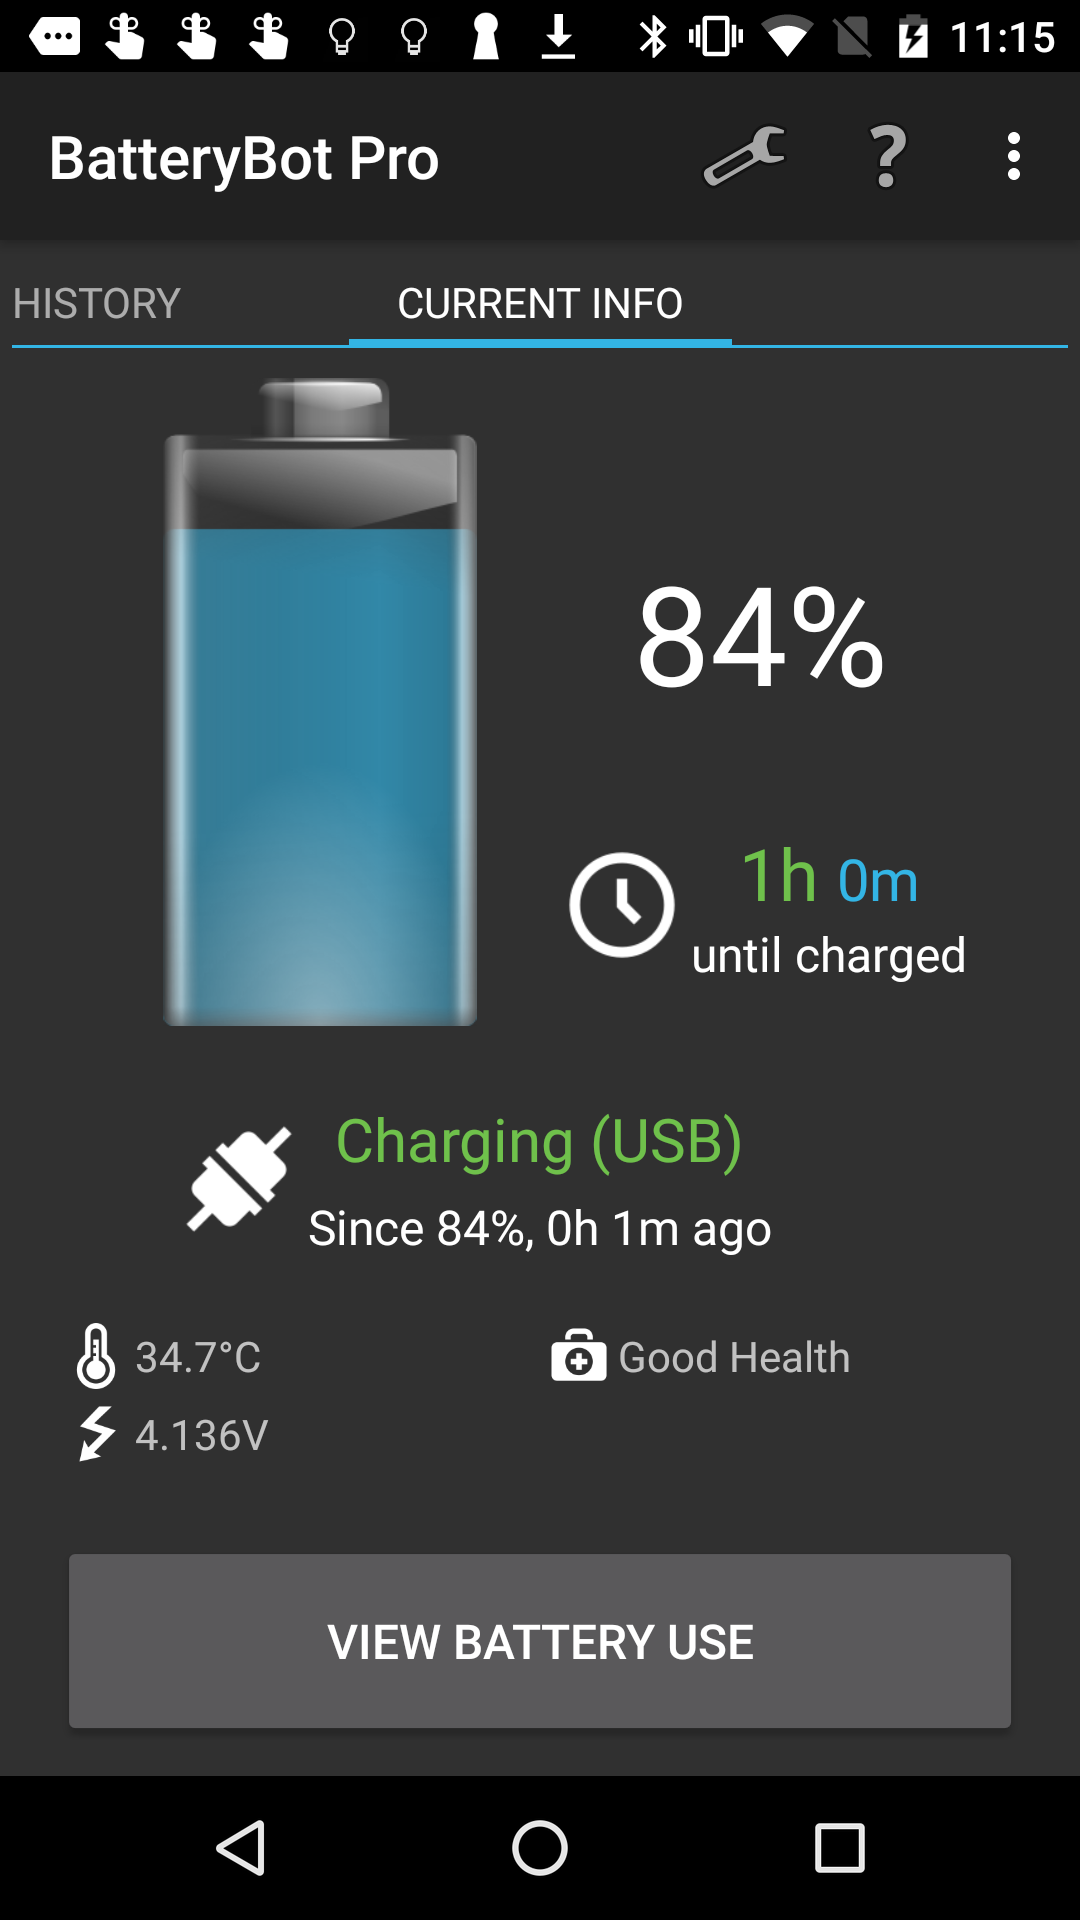 11:15
BatteryBot Pro
HISTORY
CURRENT INFO
84%
1h 0m
until charged
Charging (USB)
Since 84%, 0h 1m ago
34.7°C
Good Health
4.136V
VIEW BATTERY USE